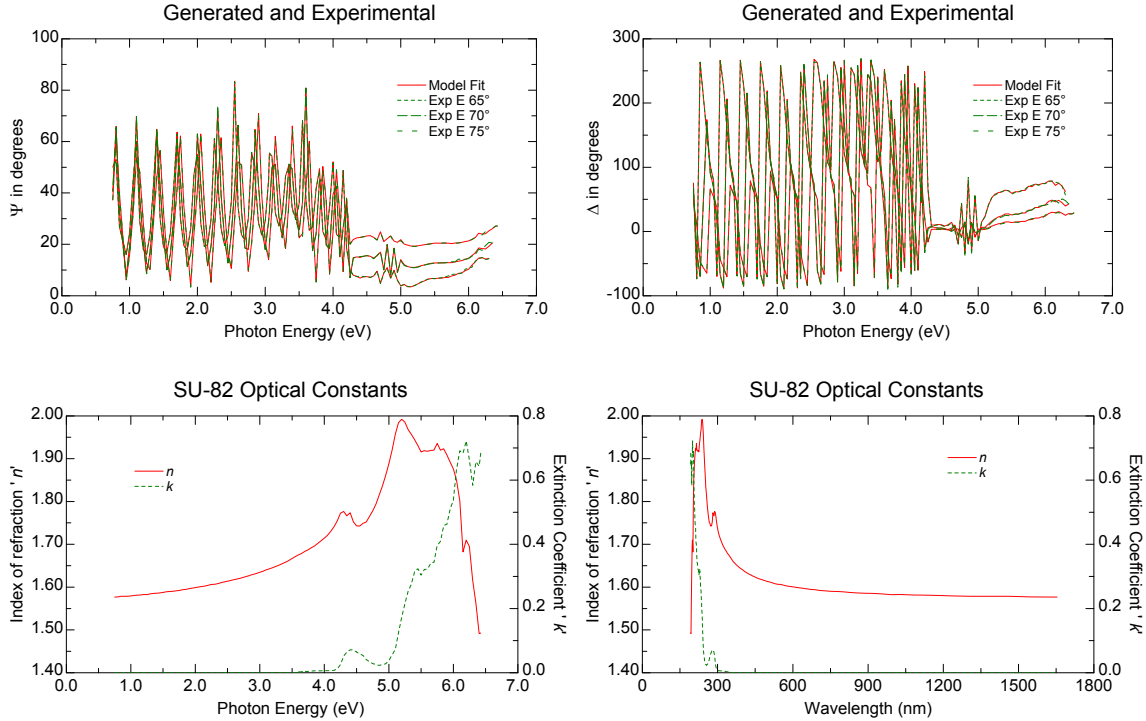 Generated and Experimental
Ψ in degrees
100
80
60
40
20
0
0.0 1.0 2.0 3.0 4.0 5.0 6.0 7.0
Photon Energy (eV)
Model Fit
Exp E 65°
Exp E 70°
Exp E 75°
Generated and Experimental
Δ in degrees
300
200
100
0
-100
0.0 1.0 2.0 3.0 4.0 5.0 6.0 7.0
Photon Energy (eV)
Model Fit
Exp E 65°
Exp E 70°
Exp E 75°
SU-82 Optical Constants
Index of refraction ' n'
2.00
1.90
1.80
1.70
1.60
1.50
1.40
0.0 1.0 2.0 3.0 4.0 5.0 6.0 7.0
Photon Energy (eV)
n
k
0.8
0.6
0.4
0.2
0.0
Extinction Coefficient ' k'
SU-82 Optical Constants
Index of refraction ' n'
2.00
1.90
1.80
1.70
1.60
1.50
1.40
0 300 600 900 1200 1500 1800
Wavelength (nm)
n
k
0.8
0.6
0.4
0.2
0.0
Extinction Coefficient ' k'